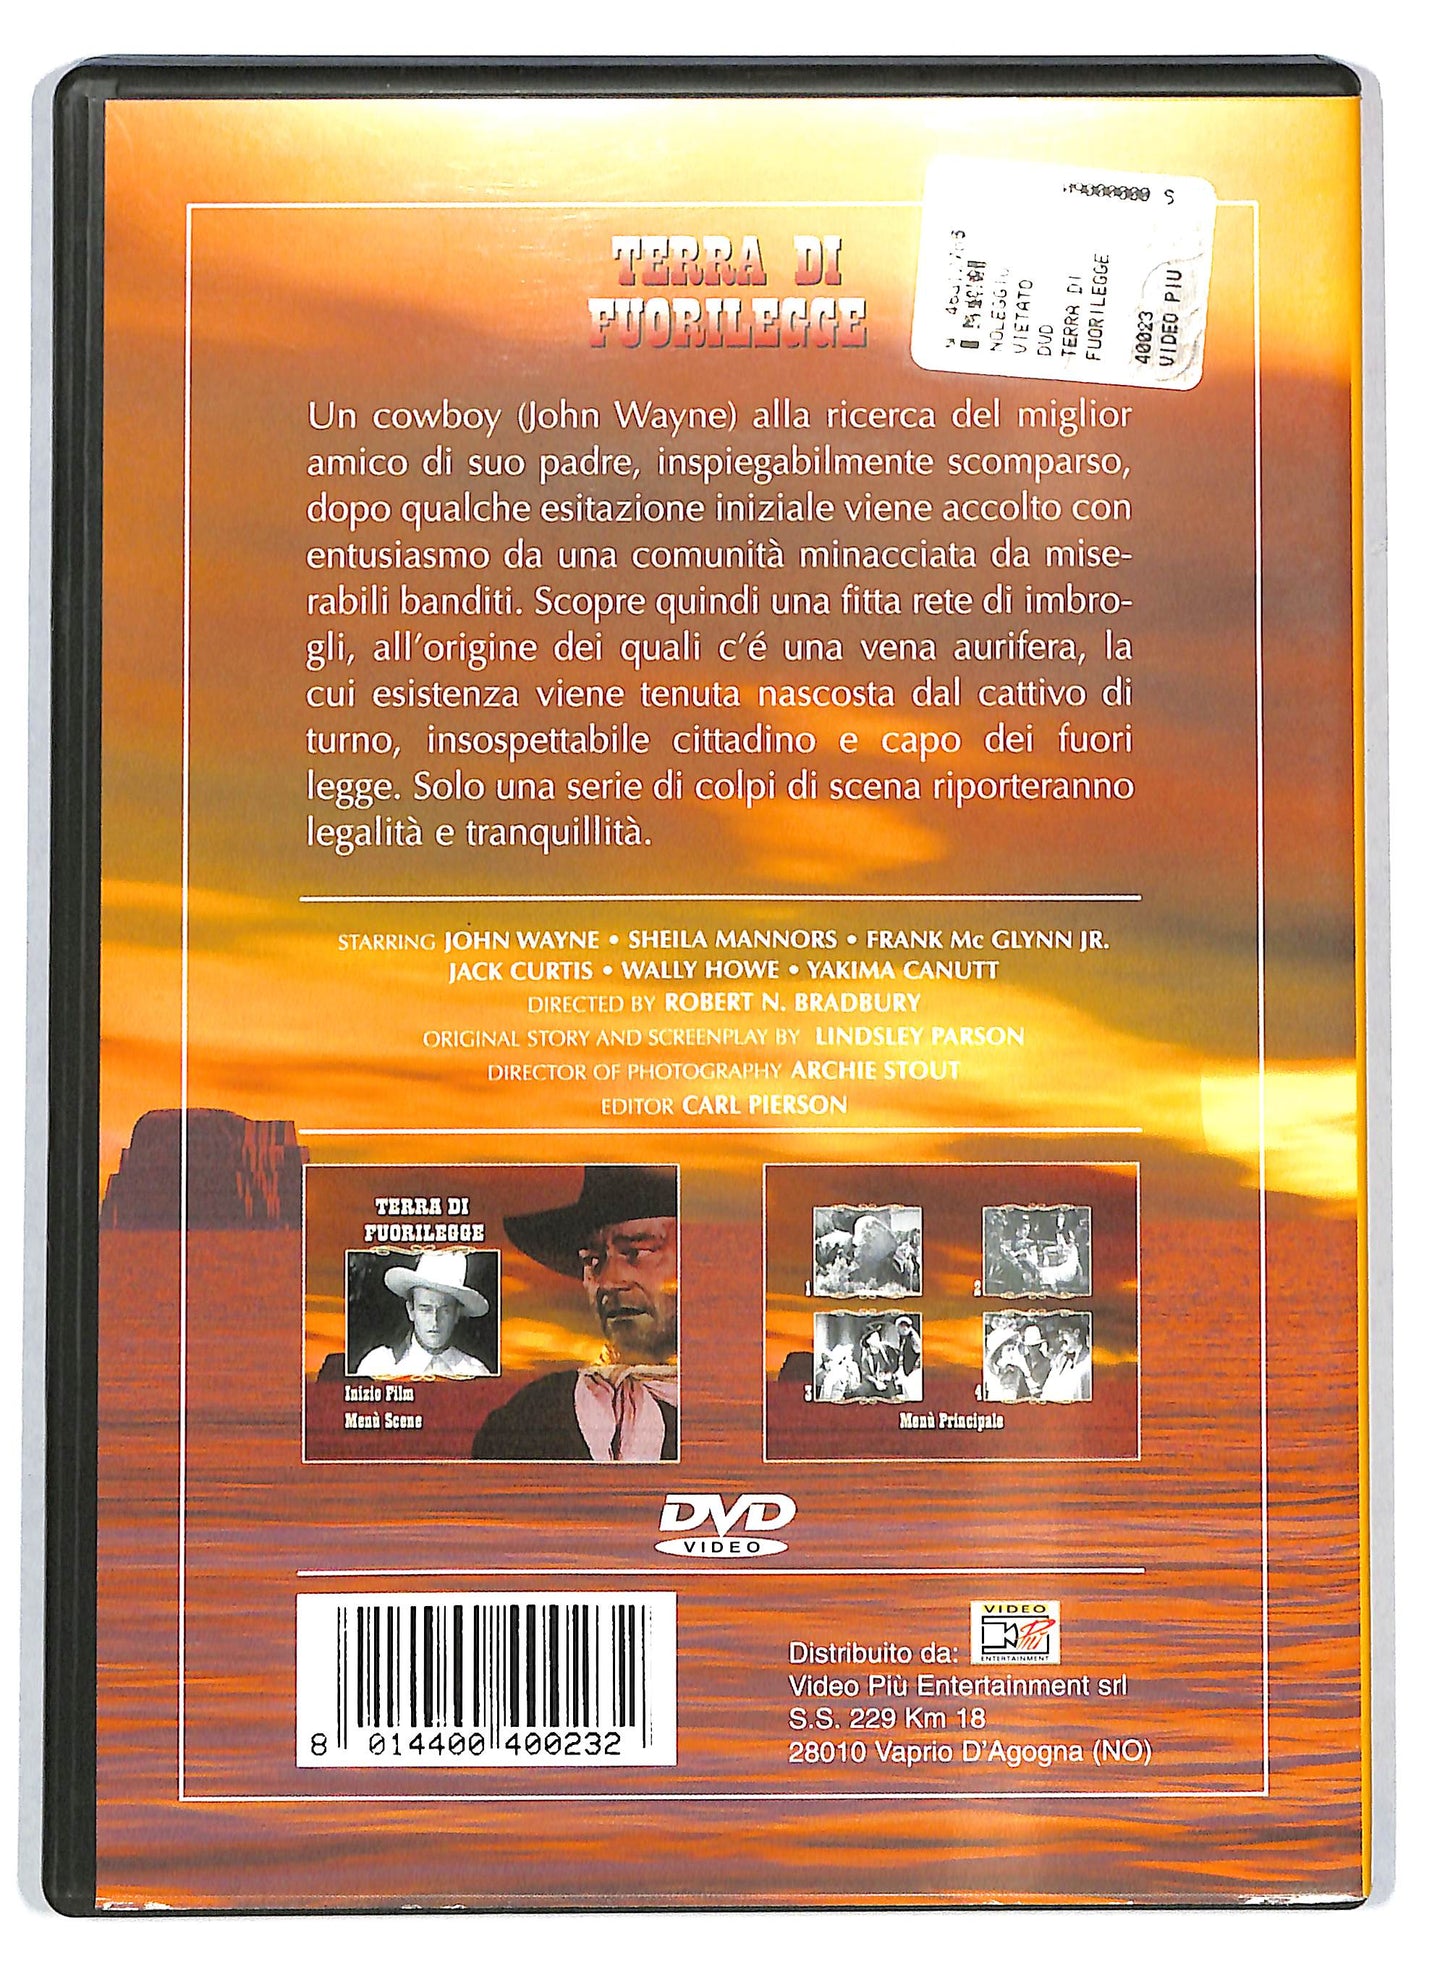 S
NOLEGGIO
VIETATO
DVD
TERRA DI
FUORILEGGE
40023
VIDEO PIU
TERRA DI
FUORILEGGE
Un cowboy (John Wayne) alla ricerca del miglior
amico di suo padre, inspiegabilmente scomparso,
dopo qualche esitazione iniziale viene accolto con
entusiasmo da una comunità minacciata da mise-
rabili banditi. Scopre quindi una fitta rete di imbro-
gli, all'origine dei quali c'é una vena aurifera, la
cui esistenza viene tenuta nascosta dal cattivo di
turno, insospettabile cittadino e capo dei fuori
legge. Solo una serie di colpi di scena riporteranno
legalità e tranquillità.
STARRING JOHN WAYNE • SHEILA MANNORS • FRANK Mc GLYNN JR.
JACK CURTIS • WALLY HOWE • YAKIMA CANUTT
DIRECTED BY ROBERT N. BRADBURY
ORIGINAL STORY AND SCREENPLAY BY LINDSLEY PARSON
DIRECTOR OF PHOTOGRAPHY ARCHIE STOUT
EDITOR CARL PIERSON
TERRA DI
FUORILEGGE
Inizio Film
Menù Scene
1 2
3 4
Menù Principale
DVD
VIDEO
8 014400 400232
VIDEO
Più
ENTERTAINMENT
Distribuito da:
Video Più Entertainment srl
S.S. 229 Km 18
28010 Vaprio D'Agogna (NO)